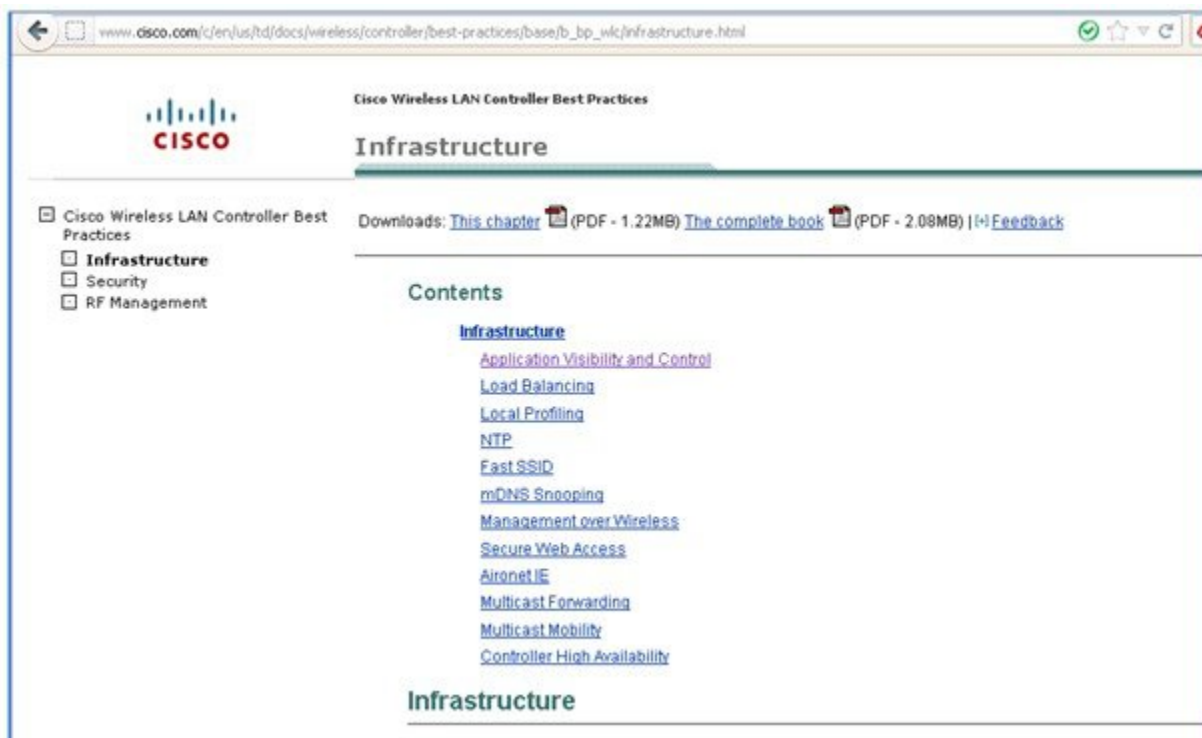 www.cisco.com/c/en/us/td/docs/wireless/controller/best-practices/base/b_bp_wlc/infrastructure.html
CISCO
Cisco Wireless LAN Controller Best Practices
Infrastructure
Cisco Wireless LAN Controller Best
Practices
Infrastructure
Security
RF Management
Downloads: This chapter (PDF - 1.22MB) The complete book (PDF - 2.08MB) | [+] Feedback
Contents
Infrastructure
Application Visibility and Control
Load Balancing
Local Profiling
NTP
Fast SSID
mDNS Snooping
Management over Wireless
Secure Web Access
Aironet IE
Multicast Forwarding
Multicast Mobility
Controller High Availability
Infrastructure